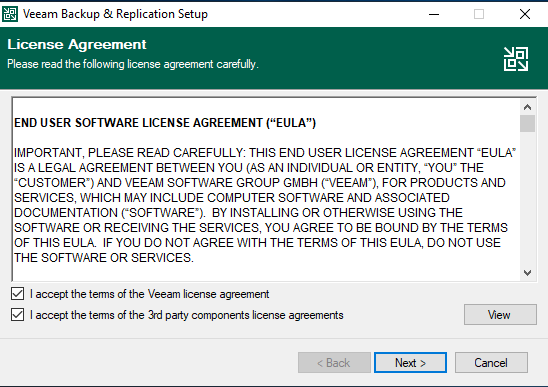 Veeam Backup & Replication Setup
License Agreement
Please read the following license agreement carefully.
END USER SOFTWARE LICENSE AGREEMENT (“EULA”)
IMPORTANT, PLEASE READ CAREFULLY: THIS END USER LICENSE AGREEMENT “EULA”
IS A LEGAL AGREEMENT BETWEEN YOU (AS AN INDIVIDUAL OR ENTITY, “YOU” THE
“CUSTOMER”) AND VEEAM SOFTWARE GROUP GMBH (“VEEAM”), FOR PRODUCTS AND
SERVICES, WHICH MAY INCLUDE COMPUTER SOFTWARE AND ASSOCIATED
DOCUMENTATION (“SOFTWARE”).  BY INSTALLING OR OTHERWISE USING THE
SOFTWARE OR RECEIVING THE SERVICES, YOU AGREE TO BE BOUND BY THE TERMS
OF THIS EULA.  IF YOU DO NOT AGREE WITH THE TERMS OF THIS EULA, DO NOT USE
THE SOFTWARE OR SERVICES.
I accept the terms of the Veeam license agreement
I accept the terms of the 3rd party components license agreements
View
< Back
Next >
Cancel